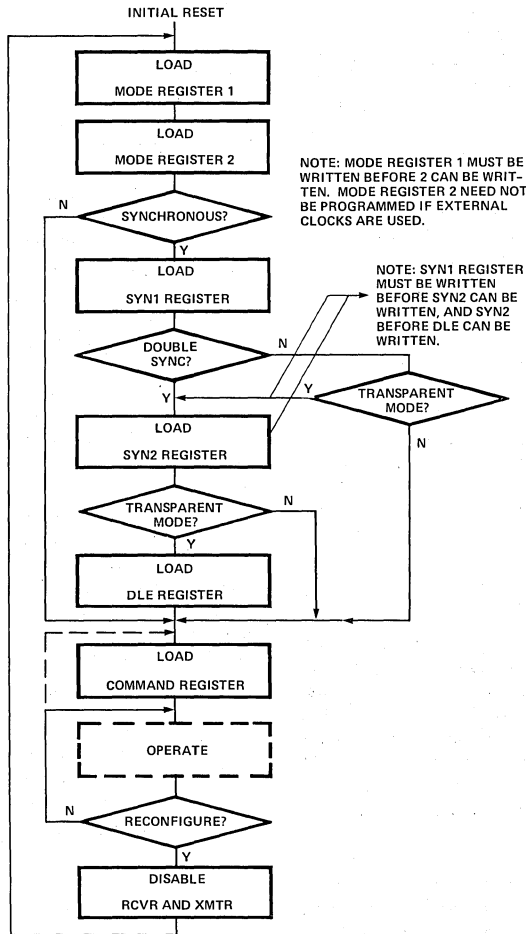 INITIAL RESET
LOAD
MODE REGISTER 1
LOAD
MODE REGISTER 2
NOTE: MODE REGISTER 1 MUST BE
WRITTEN BEFORE 2 CAN BE WRIT-
TEN. MODE REGISTER 2 NEED NOT
BE PROGRAMMED IF EXTERNAL
CLOCKS ARE USED.
N
SYNCHRONOUS?
Y
LOAD
SYN1 REGISTER
NOTE: SYN1 REGISTER
MUST BE WRITTEN
BEFORE SYN2 CAN BE
WRITTEN, AND SYN2
BEFORE DLE CAN BE
WRITTEN.
DOUBLE
SYNC?
N
Y
Y
TRANSPARENT
MODE?
N
LOAD
SYN2 REGISTER
TRANSPARENT
MODE?
N
Y
LOAD
DLE REGISTER
LOAD
COMMAND REGISTER
OPERATE
N
RECONFIGURE?
Y
DISABLE
RCVR AND XMTR